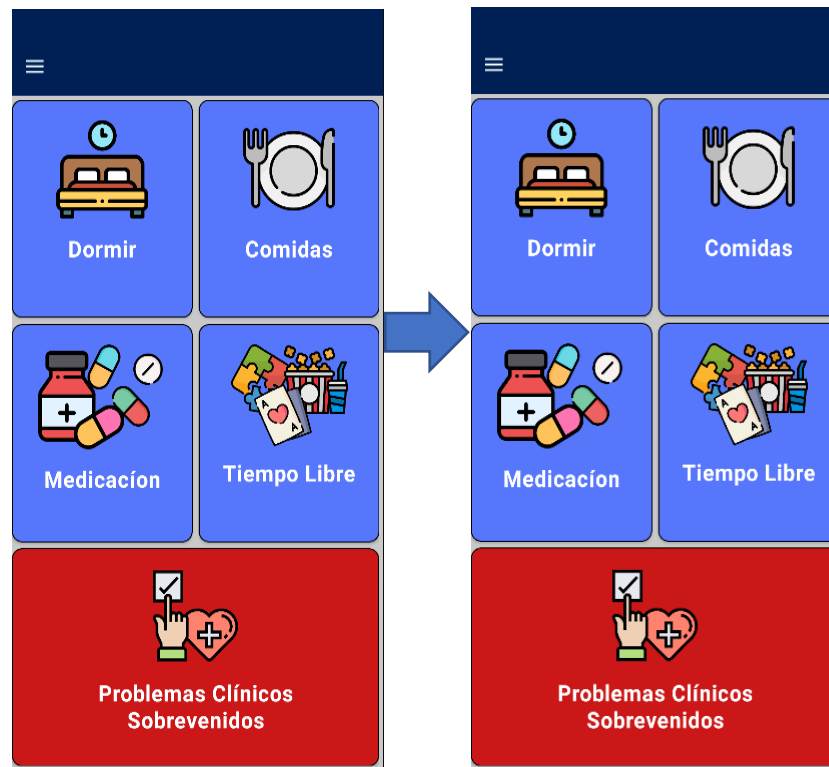 Dormir
Comidas
Medicacíon
Tiempo Libre
Problemas Clínicos
Sobrevenidos
Dormir
Comidas
Medicacíon
Tiempo Libre
Problemas Clínicos
Sobrevenidos